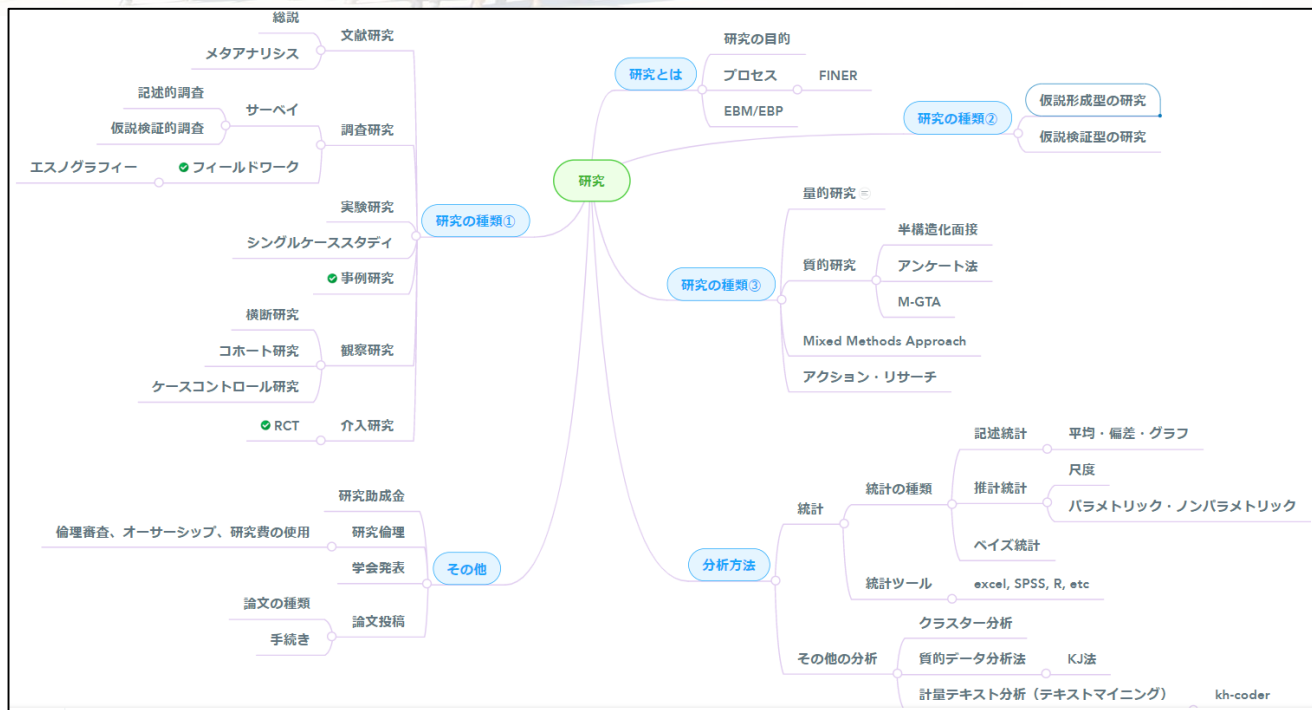 研究
研究とは
研究の目的
プロセス
FINER
EBM/EBP
研究の種類②
仮説形成型の研究
仮説検証型の研究
研究の種類③
量的研究
質的研究
半構造化面接
アンケート法
M-GTA
Mixed Methods Approach
アクション・リサーチ
分析方法
統計
統計の種類
記述統計
平均・偏差・グラフ
推計統計
尺度
パラメトリック・ノンパラメトリック
ベイズ統計
統計ツール
excel, SPSS, R, etc
その他の分析
クラスター分析
質的データ分析法
KJ法
計量テキスト分析（テキストマイニング）
kh-coder
研究の種類①
文献研究
総説
メタアナリシス
調査研究
サーベイ
記述的調査
仮説検証的調査
フィールドワーク
エスノグラフィー
実験研究
シングルケーススタディ
事例研究
観察研究
横断研究
コホート研究
ケースコントロール研究
介入研究
RCT
その他
研究助成金
研究倫理
倫理審査、オーサーシップ、研究費の使用
学会発表
論文投稿
論文の種類
手続き